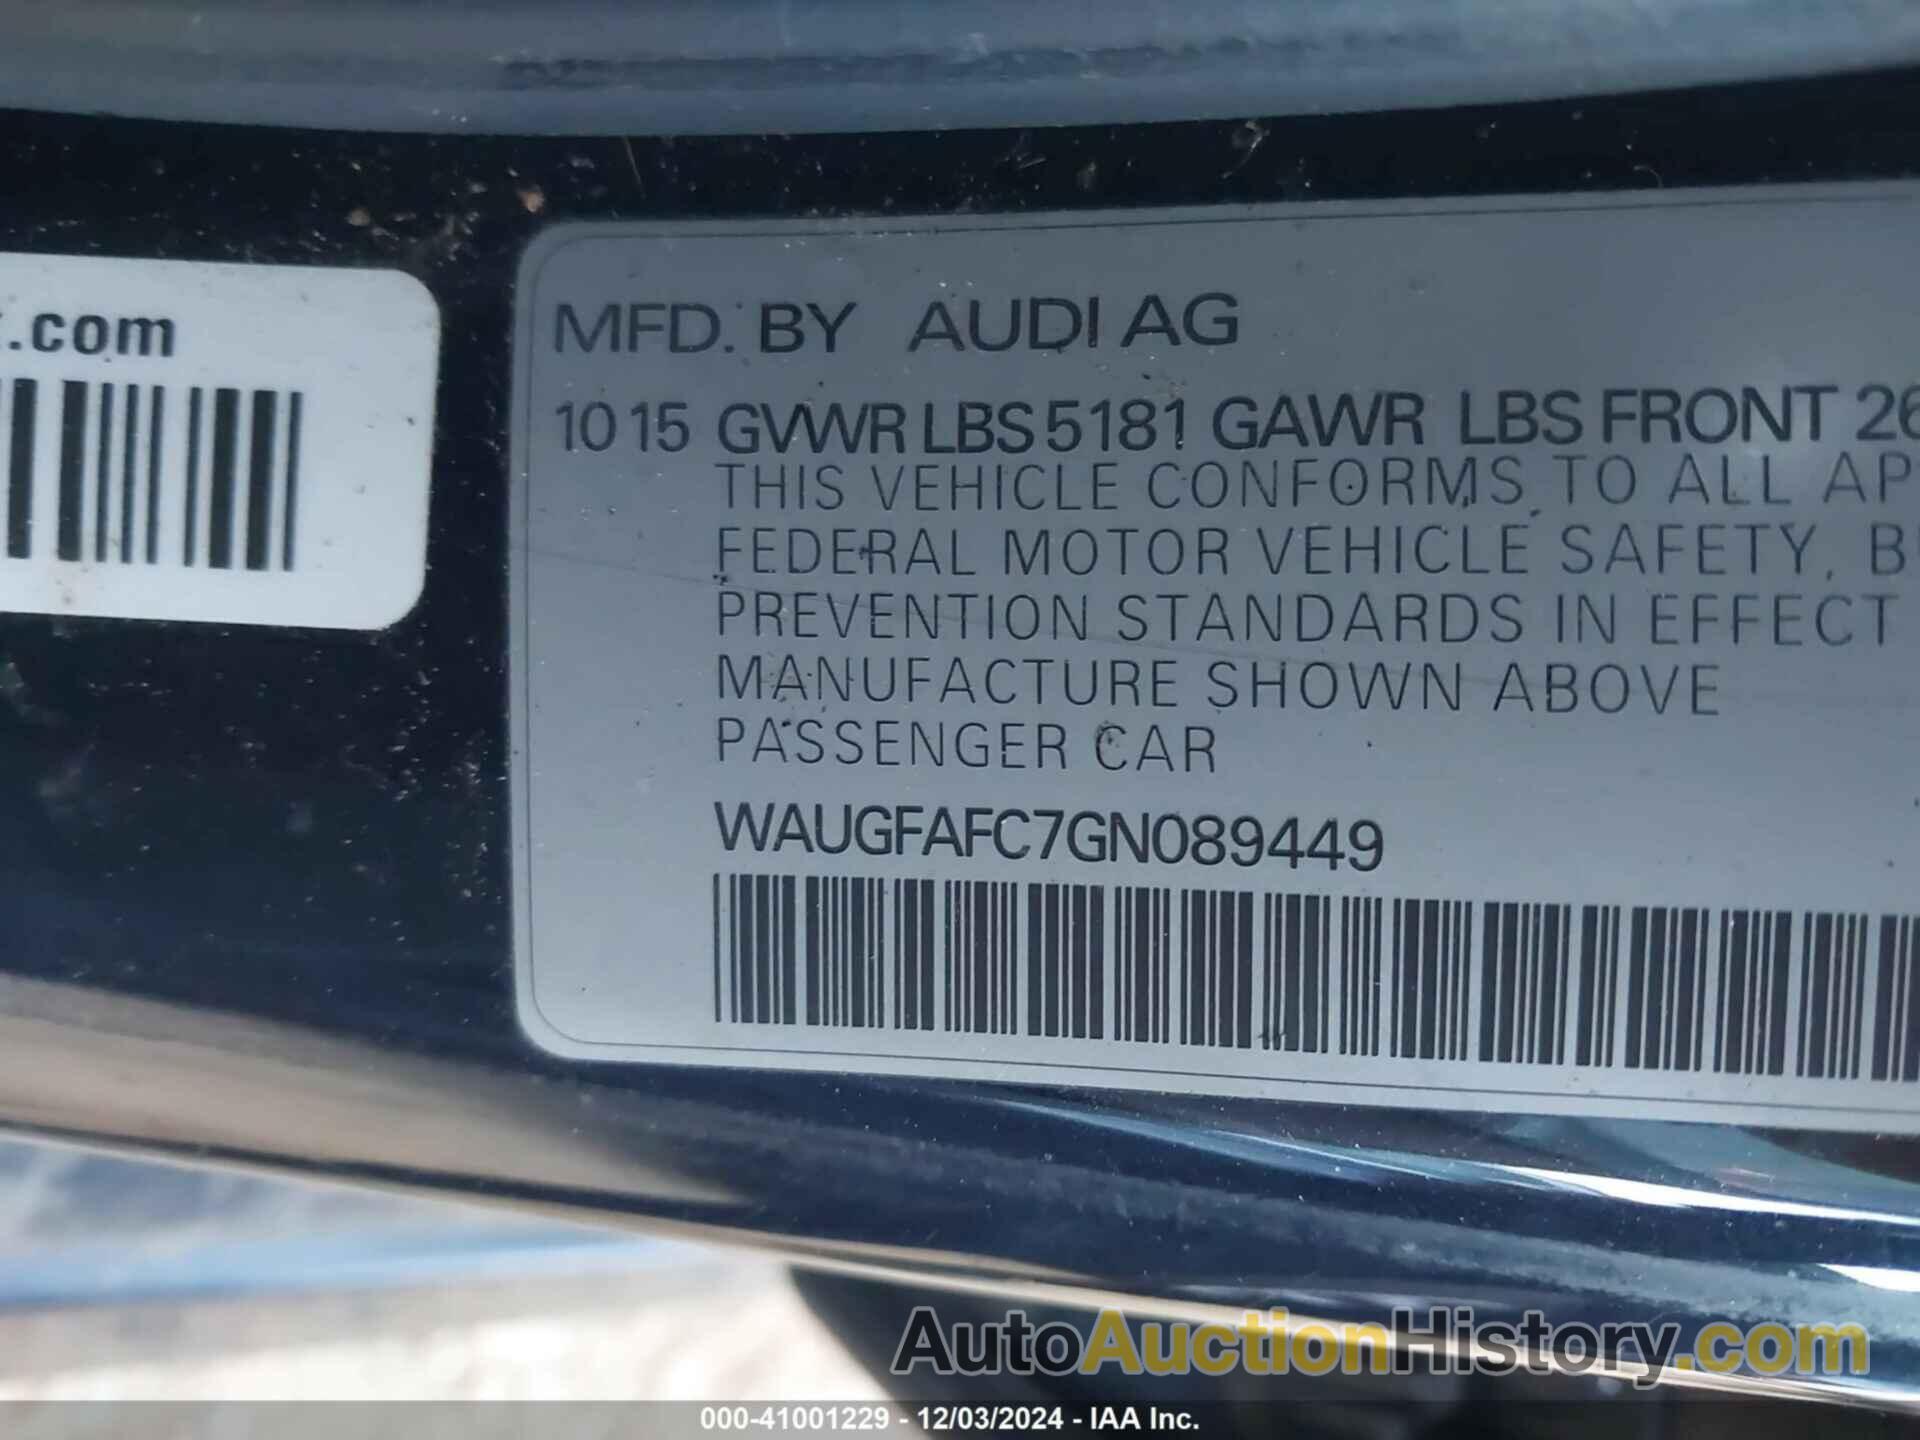 .com
MFD. BY AUDI AG
10 15 GVWR LBS 5181 GAWR LBS FRONT 26
THIS VEHICLE CONFORMS TO ALL AP
FEDERAL MOTOR VEHICLE SAFETY, B
PREVENTION STANDARDS IN EFFECT
MANUFACTURE SHOWN ABOVE
PASSENGER CAR
WAUGFAFC7GN089449
AutoAuctionHistory.com
000-41001229 - 12/03/2024 - IAA Inc.